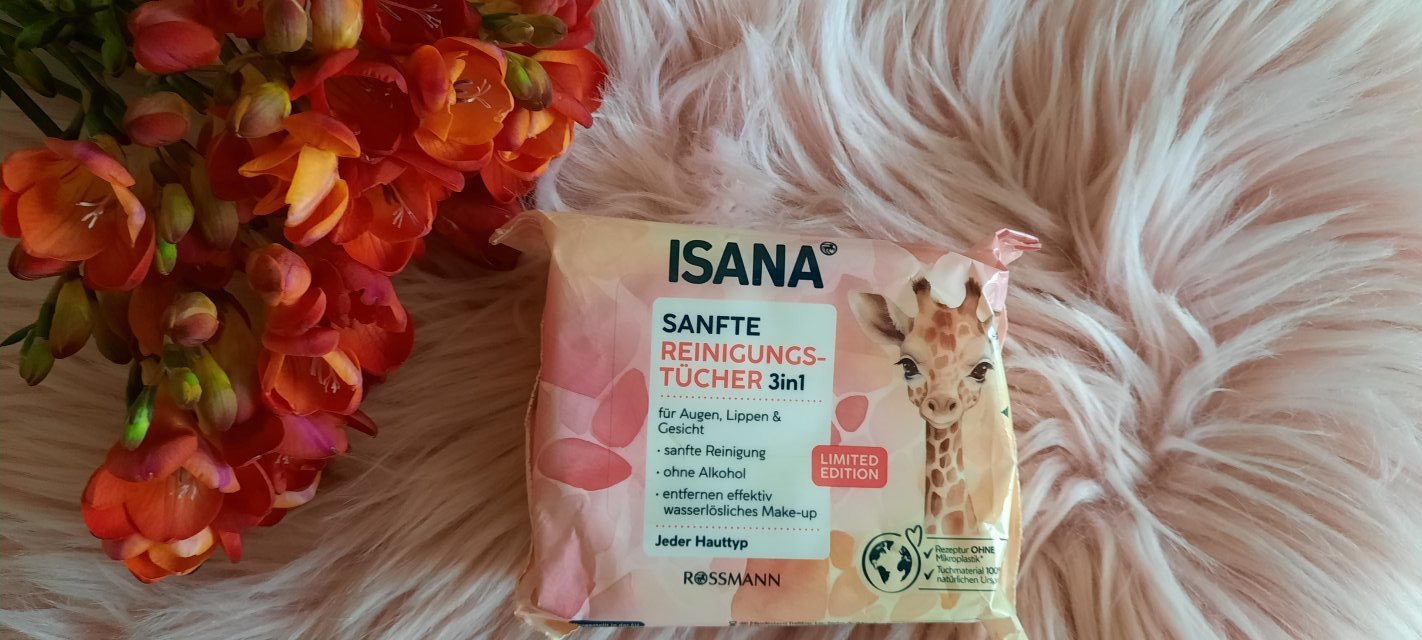 ISANA
SANFTE
REINIGUNGS-
TÜCHER 3in1
für Augen, Lippen &
Gesicht
· sanfte Reinigung
· ohne Alkohol
· entfernen effektiv
wasserlösliches Make-up
Jeder Hauttyp
ROSSMANN
LIMITED
EDITION
✓ Rezeptur OHNE
Mikroplastik*
✓ Tuchmaterial 100%
natürlichen